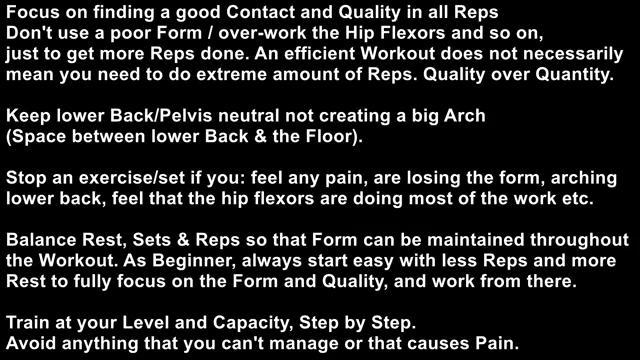 Focus on finding a good Contact and Quality in all Reps
Don't use a poor Form / over-work the Hip Flexors and so on,
just to get more Reps done. An efficient Workout does not necessarily
mean you need to do extreme amount of Reps. Quality over Quantity.
Keep lower Back/Pelvis neutral not creating a big Arch
(Space between lower Back & the Floor).
Stop an exercise/set if you: feel any pain, are losing the form, arching
lower back, feel that the hip flexors are doing most of the work etc.
Balance Rest, Sets & Reps so that Form can be maintained throughout
the Workout. As Beginner, always start easy with less Reps and more
Rest to fully focus on the Form and Quality, and work from there.
Train at your Level and Capacity, Step by Step.
Avoid anything that you can't manage or that causes Pain.